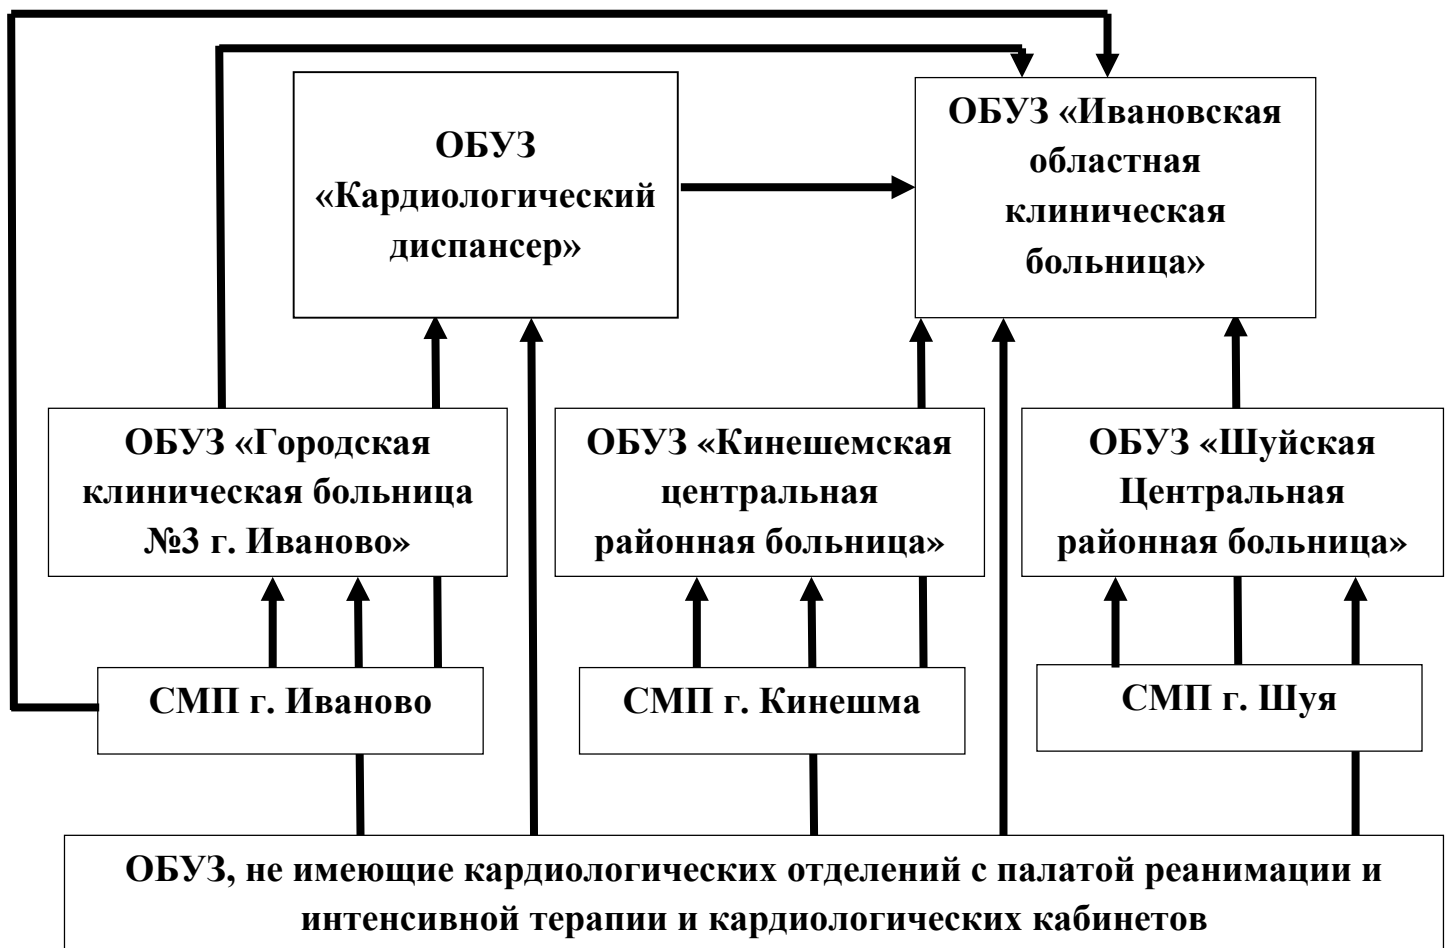 ОБУЗ
«Кардиологический
диспансер»
ОБУЗ «Ивановская
областная
клиническая
больница»
ОБУЗ «Городская
клиническая больница
№3 г. Иваново»
ОБУЗ «Кинешемская
центральная
районная больница»
ОБУЗ «Шуйская
Центральная
районная больница»
СМП г. Иваново
СМП г. Кинешма
СМП г. Шуя
ОБУЗ, не имеющие кардиологических отделений с палатой реанимации и
интенсивной терапии и кардиологических кабинетов